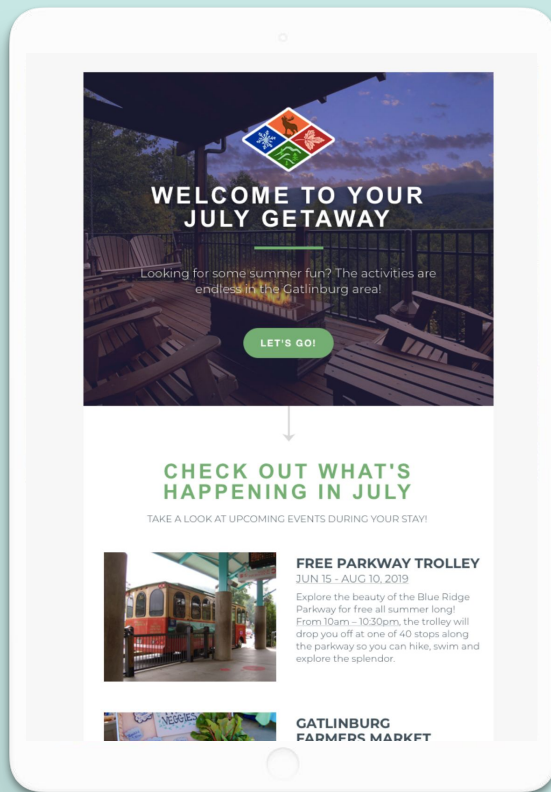 WELCOME TO YOUR
JULY GETAWAY
Looking for some summer fun? The activities are
endless in the Gatlinburg area!
LET'S GO!
CHECK OUT WHAT'S
HAPPENING IN JULY
TAKE A LOOK AT UPCOMING EVENTS DURING YOUR STAY!
FREE PARKWAY TROLLEY
JUN 15 - AUG 10, 2019
Explore the beauty of the Blue Ridge
Parkway for free all summer long!
From 10am – 10:30pm, the trolley will
drop you off at one of 40 stops along
the parkway so you can hike, swim and
explore the splendor.
VEGGIES
GATLINBURG
FARMERS MARKET